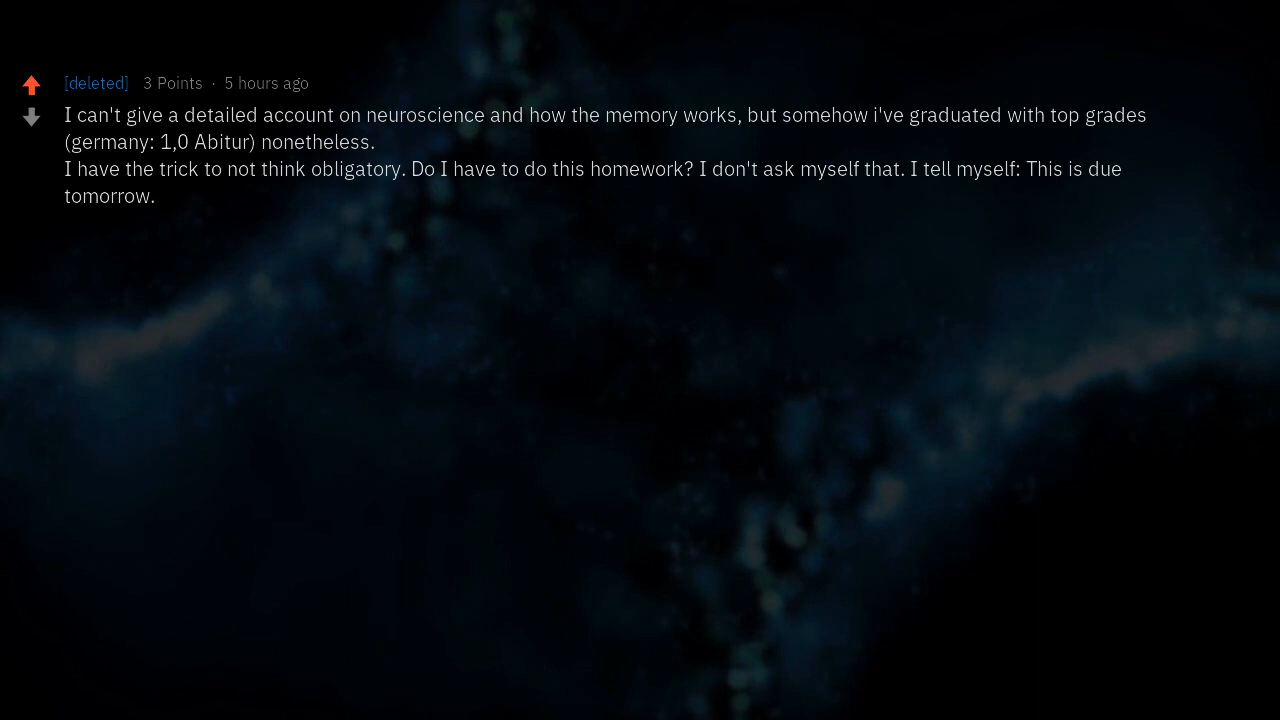 [deleted] 3 Points · 5 hours ago
I can't give a detailed account on neuroscience and how the memory works, but somehow i've graduated with top grades
(germany: 1,0 Abitur) nonetheless.
I have the trick to not think obligatory. Do I have to do this homework? I don't ask myself that. I tell myself: This is due
tomorrow.